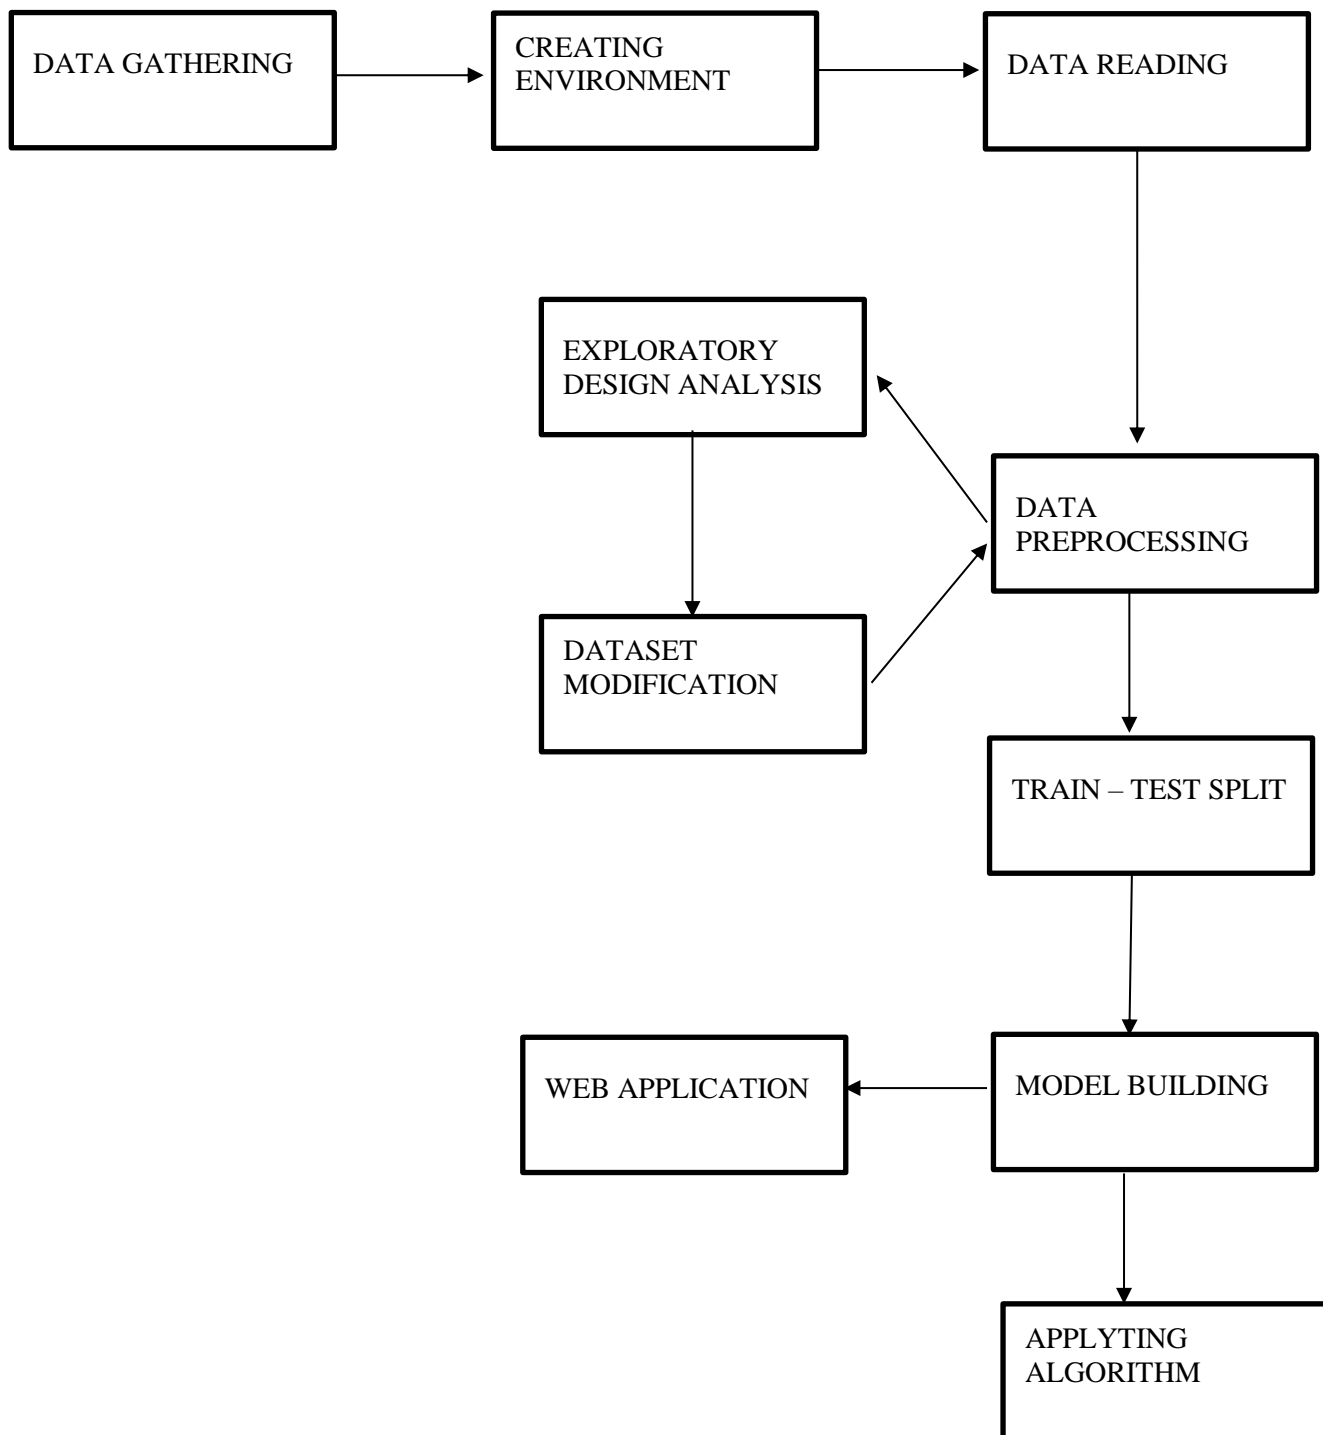 DATA GATHERING
CREATING
ENVIRONMENT
DATA READING
EXPLORATORY
DESIGN ANALYSIS
DATA
PREPROCESSING
DATASET
MODIFICATION
TRAIN – TEST SPLIT
WEB APPLICATION
MODEL BUILDING
APPLYTING
ALGORITHM